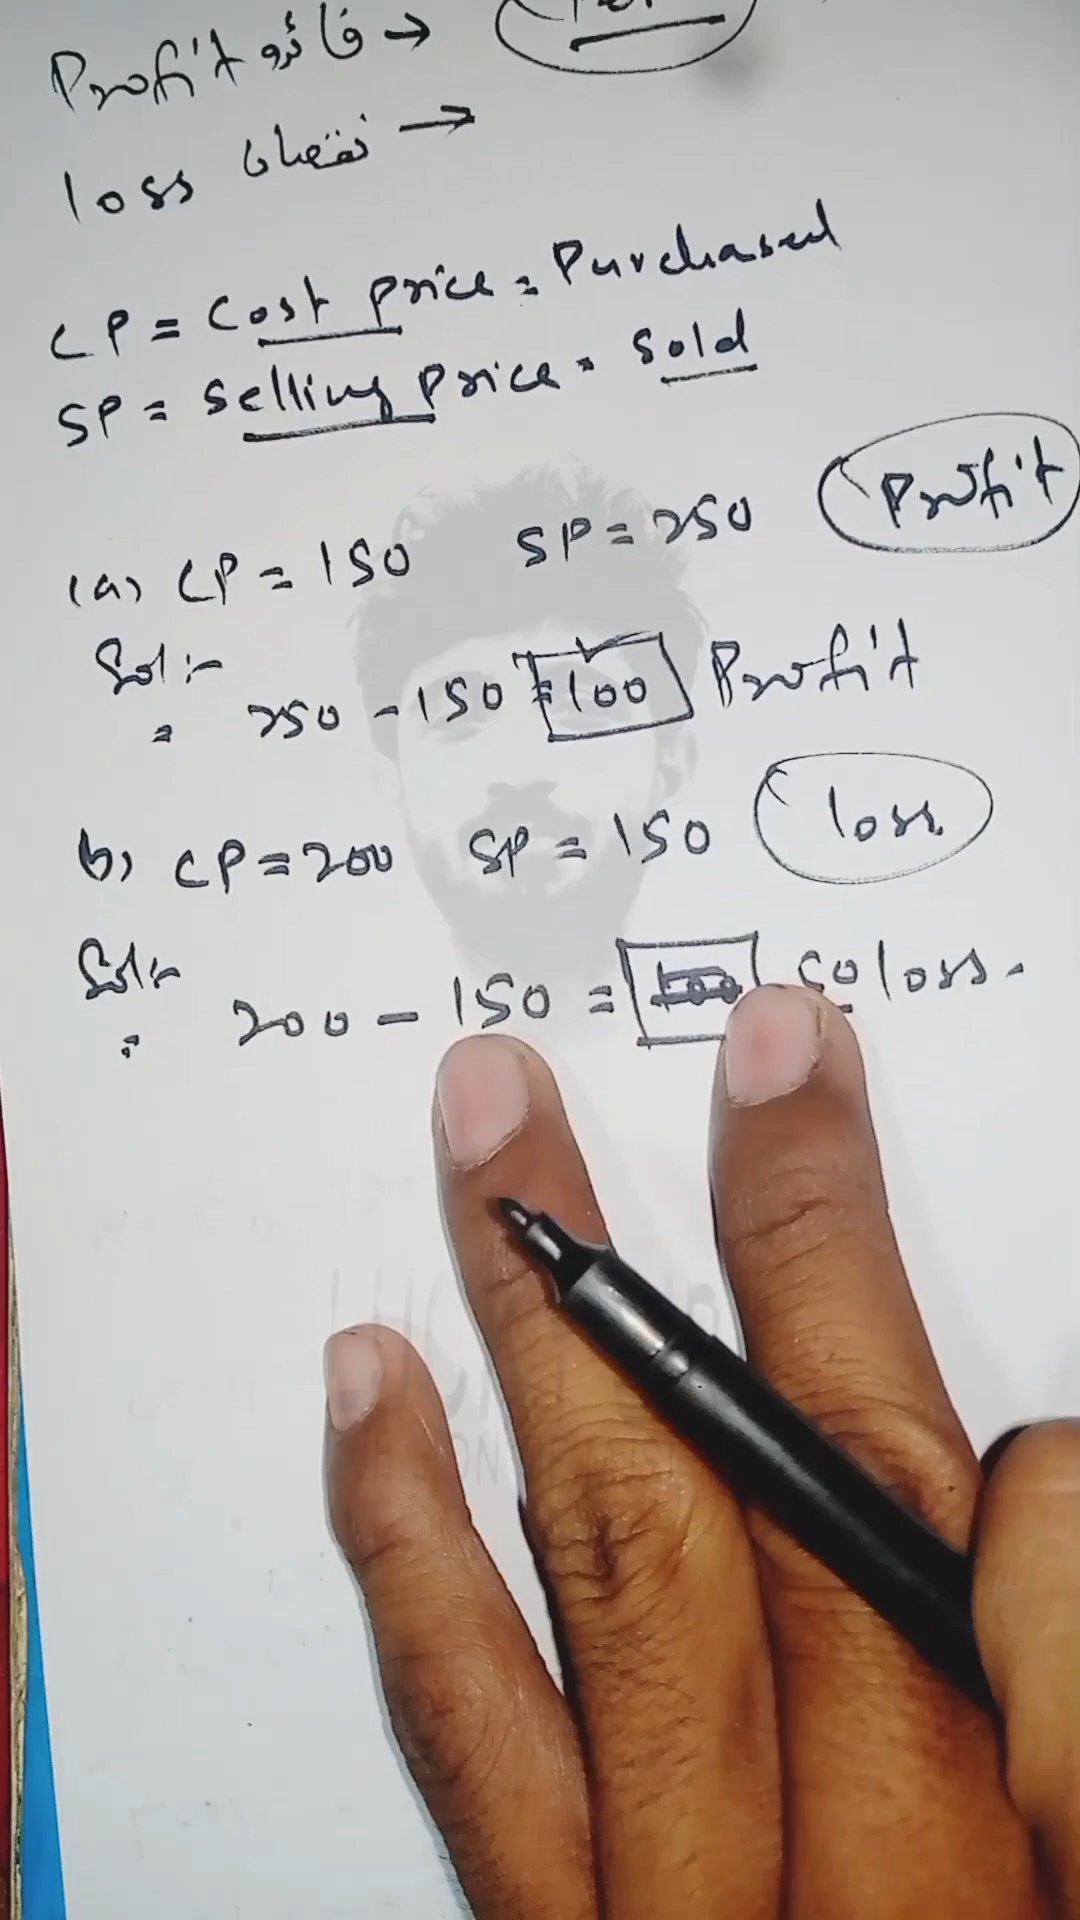 Profit فائدہ →
loss نقصان →
CP = Cost price = Purchased
SP = Selling price = Sold
(a) CP = 150 SP = 250 Profit
Sol:-
= 250 - 150 = 100 Profit
b) CP = 200 SP = 150 loss
Sol:-
= 200 - 150 = 50 loss.